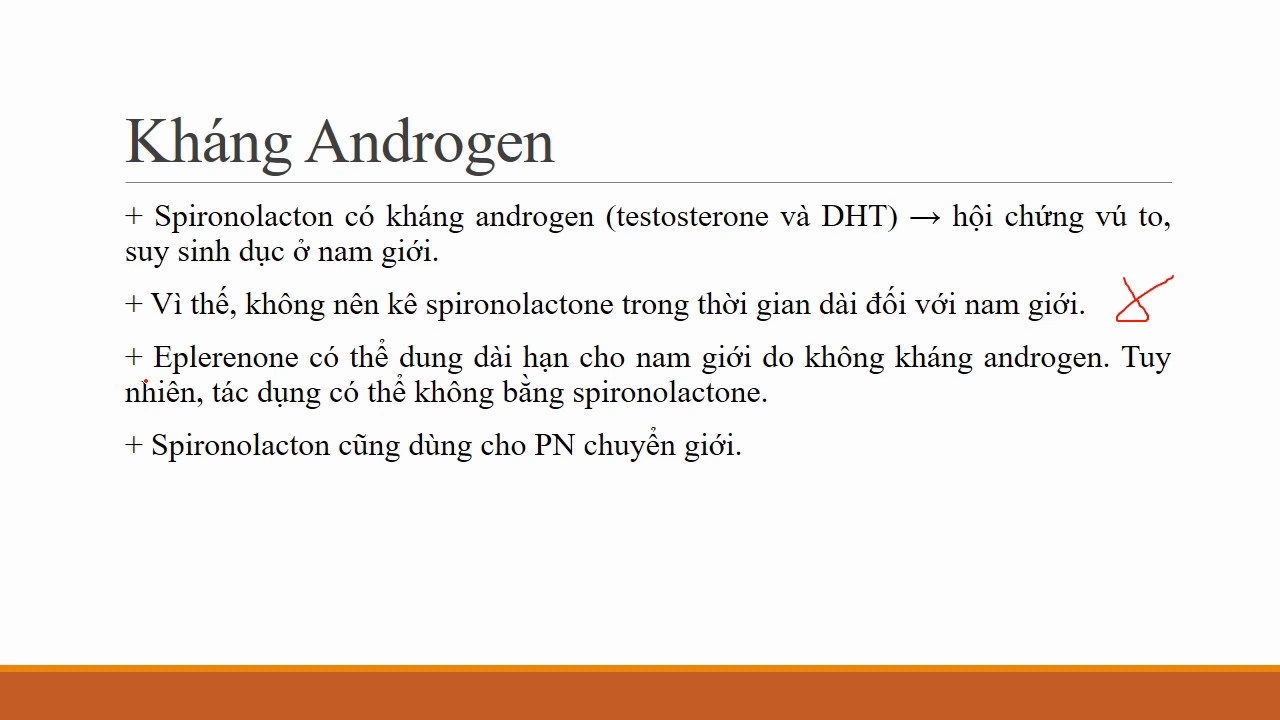 Kháng Androgen
+ Spironolacton có kháng androgen (testosterone và DHT) → hội chứng vú to,
suy sinh dục ở nam giới.
+ Vì thế, không nên kê spironolactone trong thời gian dài đối với nam giới.
+ Eplerenone có thể dung dài hạn cho nam giới do không kháng androgen. Tuy
nhiên, tác dụng có thể không bằng spironolactone.
+ Spironolacton cũng dùng cho PN chuyển giới.